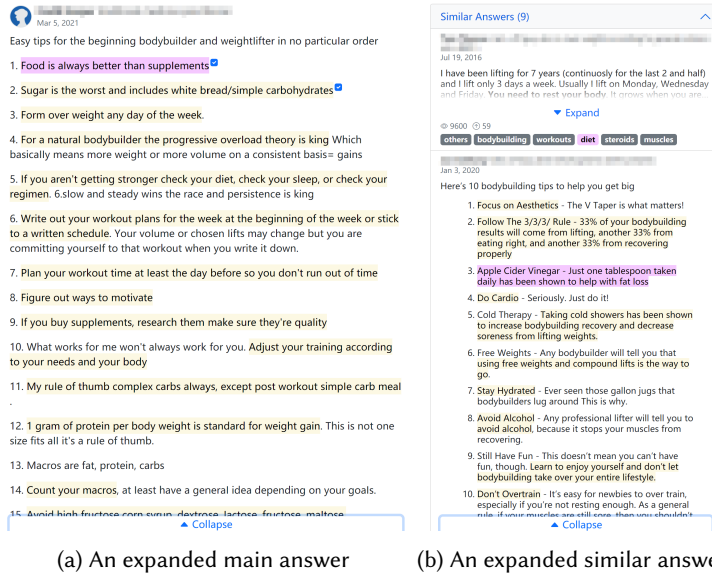 Mar 5, 2021
Easy tips for the beginning bodybuilder and weightlifter in no particular order
1. Food is always better than supplements
2. Sugar is the worst and includes white bread/simple carbohydrates
3. Form over weight any day of the week.
4. For a natural bodybuilder the progressive overload theory is king Which
basically means more weight or more volume on a consistent basis= gains
5. If you aren't getting stronger check your diet, check your sleep, or check your
regimen. 6.slow and steady wins the race and persistence is king
6. Write out your workout plans for the week at the beginning of the week or stick
to a written schedule. Your volume or chosen lifts may change but you are
committing yourself to that workout when you write it down.
7. Plan your workout time at least the day before so you don't run out of time
8. Figure out ways to motivate
9. If you buy supplements, research them make sure they're quality
10. What works for me won't always work for you. Adjust your training according
to your needs and your body
11. My rule of thumb complex carbs always, except post workout simple carb meal
.
12. 1 gram of protein per body weight is standard for weight gain. This is not one
size fits all it's a rule of thumb.
13. Macros are fat, protein, carbs
14. Count your macros, at least have a general idea depending on your goals.
15. Avoid high fructose corn syrup, dextrose, lactose, fructose, maltose
Collapse
(a) An expanded main answer
Similar Answers (9)
Jul 19, 2016
I have been lifting for 7 years (continuosly for the last 2 and half)
and I lift only 3 days a week. Usually I lift on Monday, Wednesday
and Friday. You need to rest your body. It grows when you are...
Expand
9600 59
others bodybuilding workouts diet steroids muscles
Jan 3, 2020
Here's 10 bodybuilding tips to help you get big
1. Focus on Aesthetics - The V Taper is what matters!
2. Follow The 3/3/3/ Rule - 33% of your bodybuilding
results will come from lifting, another 33% from
eating right, and another 33% from recovering
properly
3. Apple Cider Vinegar - Just one tablespoon taken
daily has been shown to help with fat loss
4. Do Cardio - Seriously. Just do it!
5. Cold Therapy - Taking cold showers has been shown
to increase bodybuilding recovery and decrease
soreness from lifting weights.
6. Free Weights - Any bodybuilder will tell you that
using free weights and compound lifts is the way to
go.
7. Stay Hydrated - Ever seen those gallon jugs that
bodybuilders lug around This is why.
8. Avoid Alcohol - Any professional lifter will tell you to
avoid alcohol, because it stops your muscles from
recovering.
9. Still Have Fun - This doesn't mean you can't have
fun, though. Learn to enjoy yourself and don't let
bodybuilding take over your entire lifestyle.
10. Don't Overtrain - It's easy for newbies to over train,
especially if you're not resting enough. As a general
rule, if your muscles are still sore, then you shouldn't
Collapse
(b) An expanded similar answe